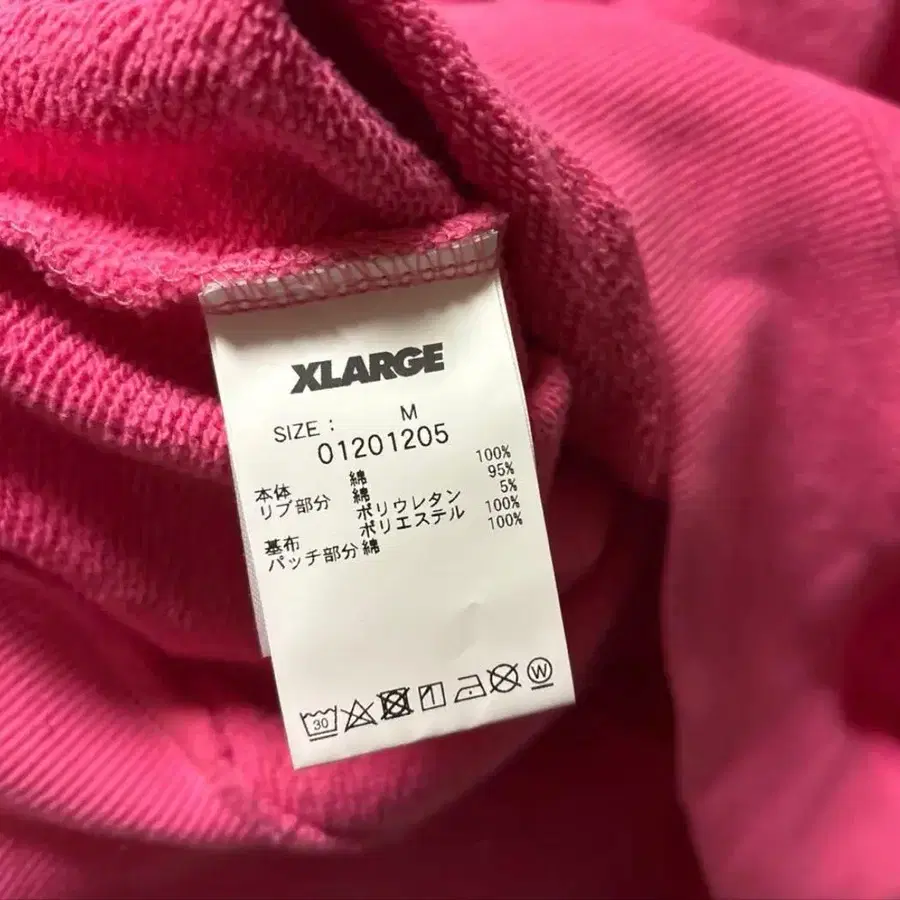 XLARGE
SIZE : M
01201205
本体 綿 100%
リブ部分 綿 95%
ポリウレタン 5%
基布 ポリエステル 100%
パッチ部分 綿 100%
30
W